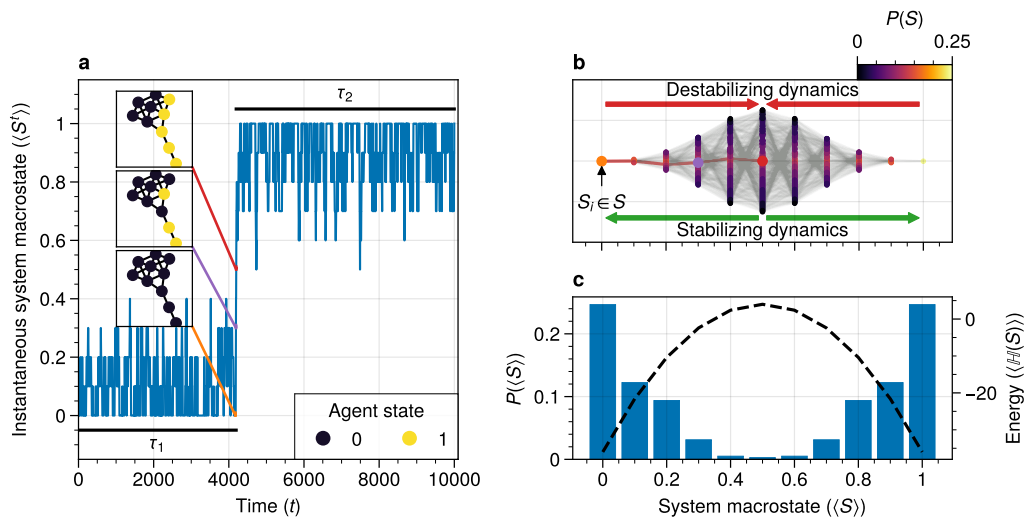 a
Instantaneous system macrostate (⟨Sᵗ⟩)
1
0.8
0.6
0.4
0.2
0
τ₂
τ₁
Agent state
0
1
0
2000
4000
6000
8000
10000
Time (t)
b
P(S)
0
0.25
Destabilizing dynamics
Sᵢ ∈ S
Stabilizing dynamics
c
P(⟨S⟩)
0.2
0.1
0
Energy (⟨ℍ(S)⟩)
0
−20
0
0.2
0.4
0.6
0.8
1
System macrostate (⟨S⟩)